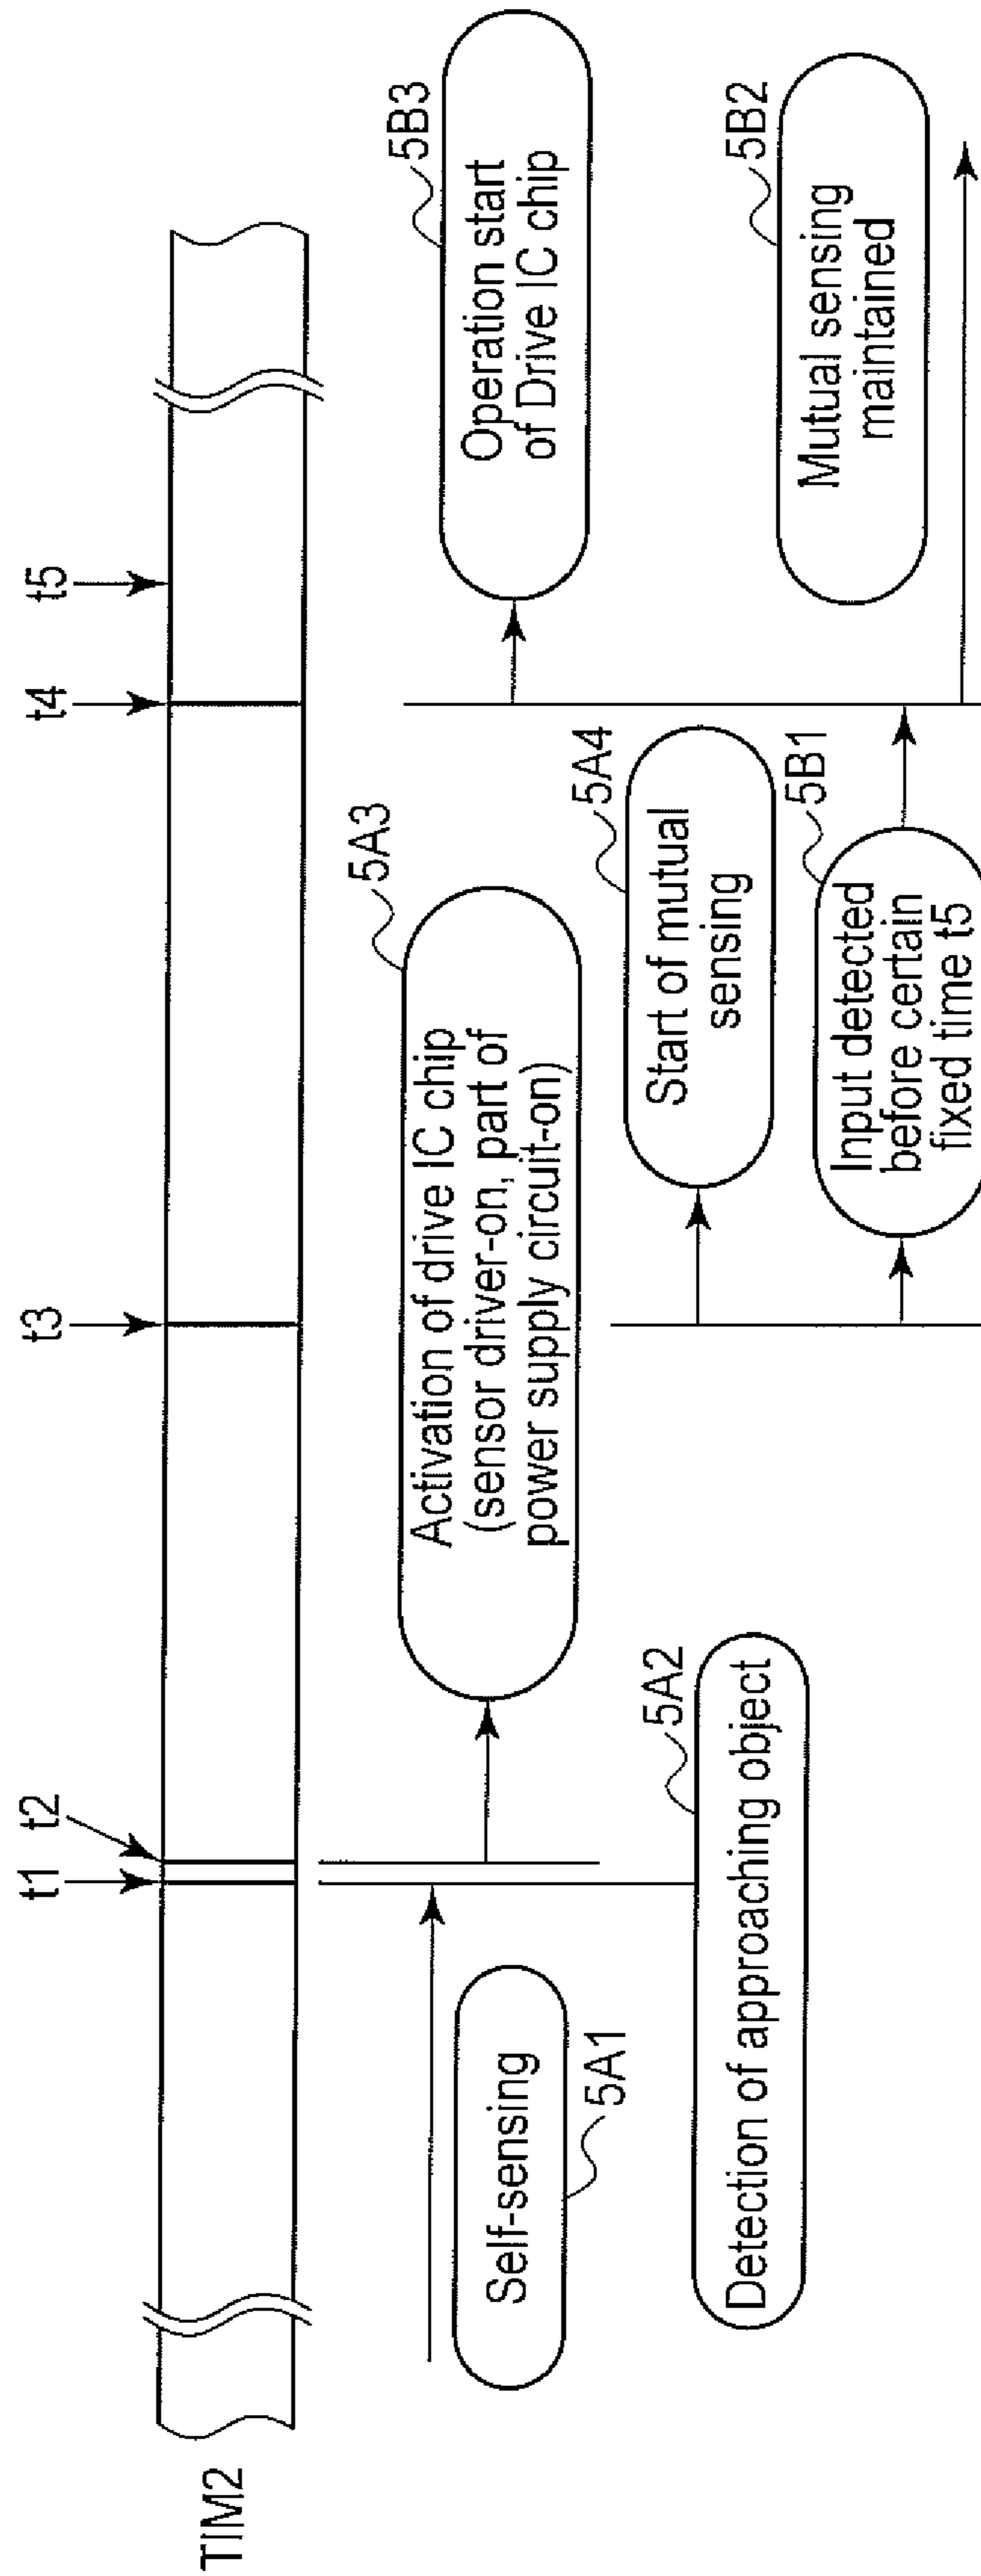 TIM2
t1
t2
t3
t4
t5
Self-sensing
5A1
Detection of approaching object
5A2
Activation of drive IC chip
(sensor driver-on, part of
power supply circuit-on)
5A3
Start of mutual
sensing
5A4
Input detected
before certain
fixed time t5
5B1
Operation start
of Drive IC chip
5B3
Mutual sensing
maintained
5B2